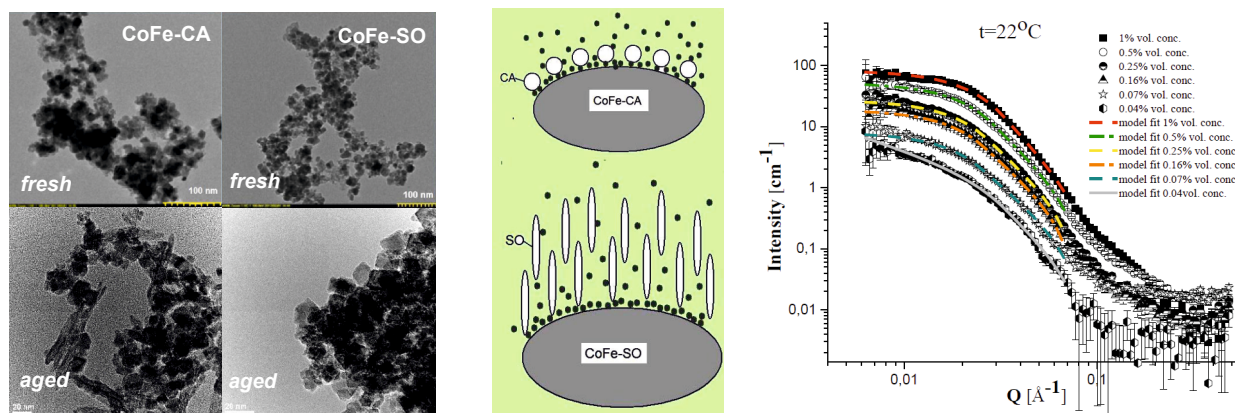 CoFe-CA
fresh
100 nm
CoFe-SO
fresh
100 nm
aged
20 nm
aged
20 nm
CA
CoFe-CA
SO
CoFe-SO
t=22°C
1% vol. conc.
0.5% vol. conc.
0.25% vol. conc.
0.16% vol. conc.
0.07% vol. conc.
0.04% vol. conc.
model fit 1% vol. conc.
model fit 0.5% vol. conc.
model fit 0.25% vol. conc
model fit 0.16% vol. conc
model fit 0.07% vol. conc
model fit 0.04vol. conc.
Intensity [cm⁻¹]
100
10
1
0,1
0,01
0,01
0,1
Q [Å⁻¹]